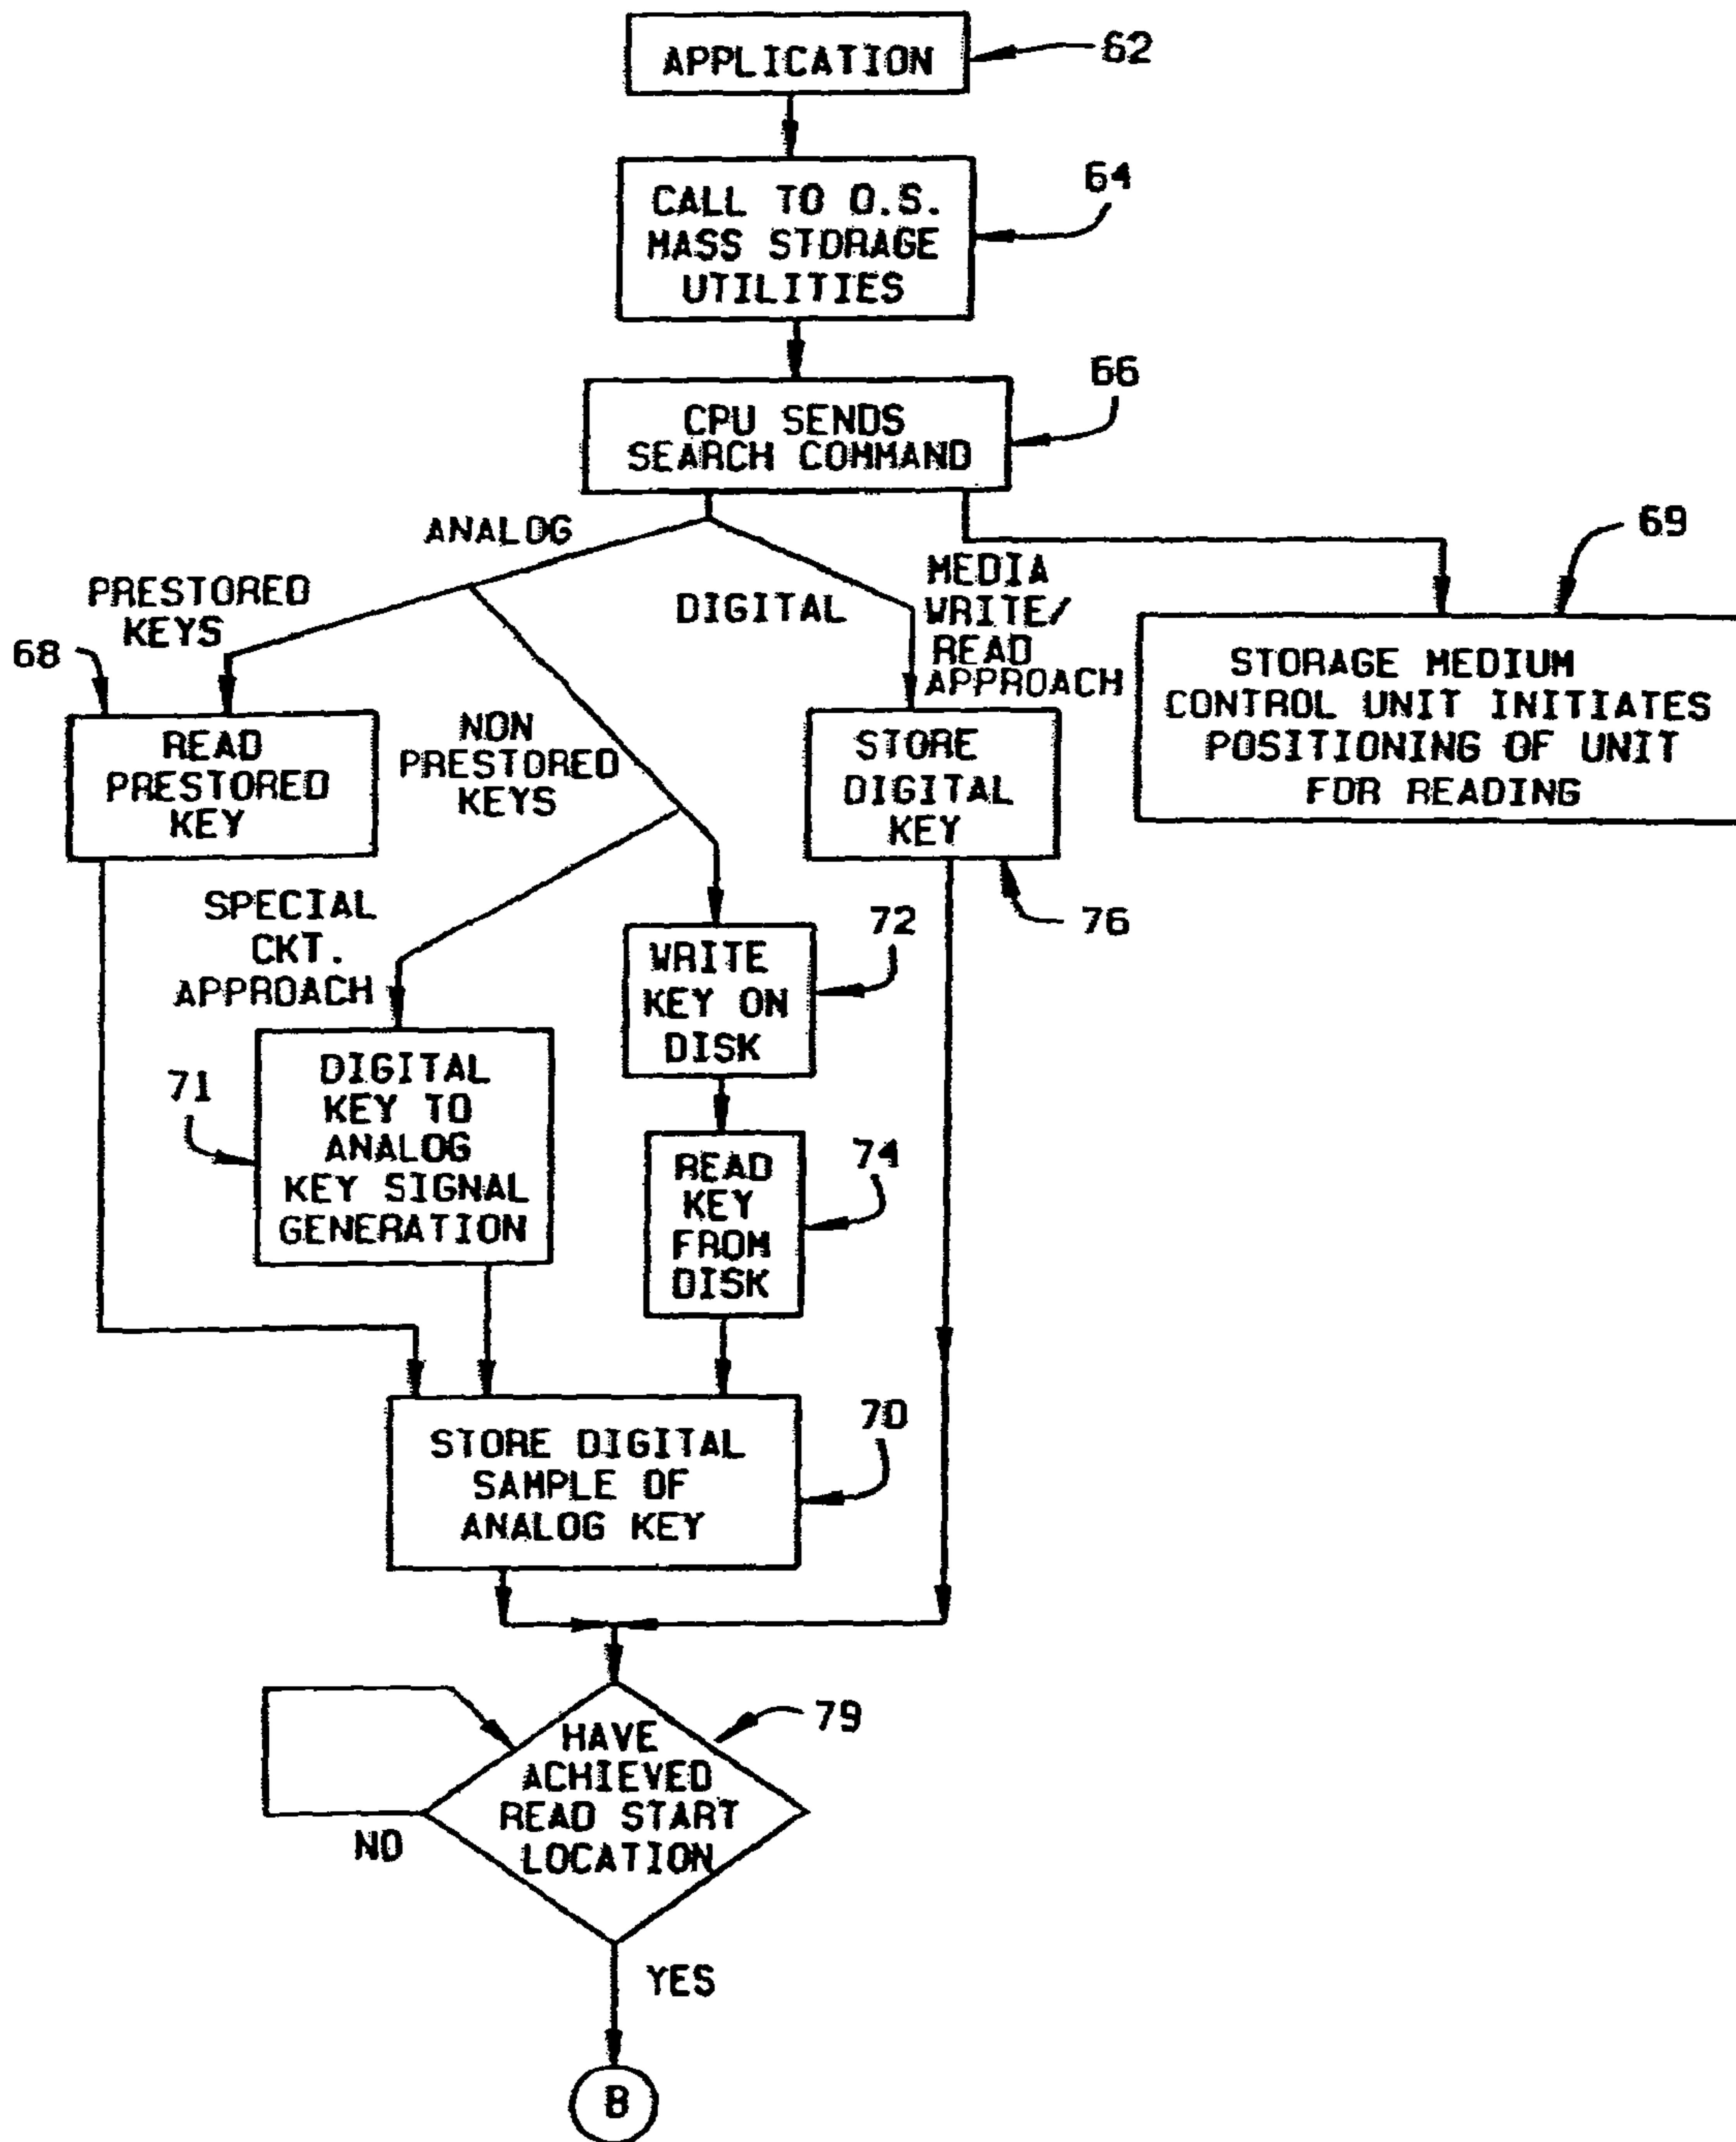 APPLICATION
62
CALL TO O.S.
MASS STORAGE
UTILITIES
64
CPU SENDS
SEARCH COMMAND
66
ANALOG
DIGITAL
MEDIA
WRITE/
READ
APPROACH
69
STORAGE MEDIUM
CONTROL UNIT INITIATES
POSITIONING OF UNIT
FOR READING
PRESTORED
KEYS
68
READ
PRESTORED
KEY
NON
PRESTORED
KEYS
STORE
DIGITAL
KEY
76
SPECIAL
CKT.
APPROACH
72
WRITE
KEY ON
DISK
71
DIGITAL
KEY TO
ANALOG
KEY SIGNAL
GENERATION
74
READ
KEY
FROM
DISK
70
STORE DIGITAL
SAMPLE OF
ANALOG KEY
79
HAVE
ACHIEVED
READ START
LOCATION
NO
YES
B